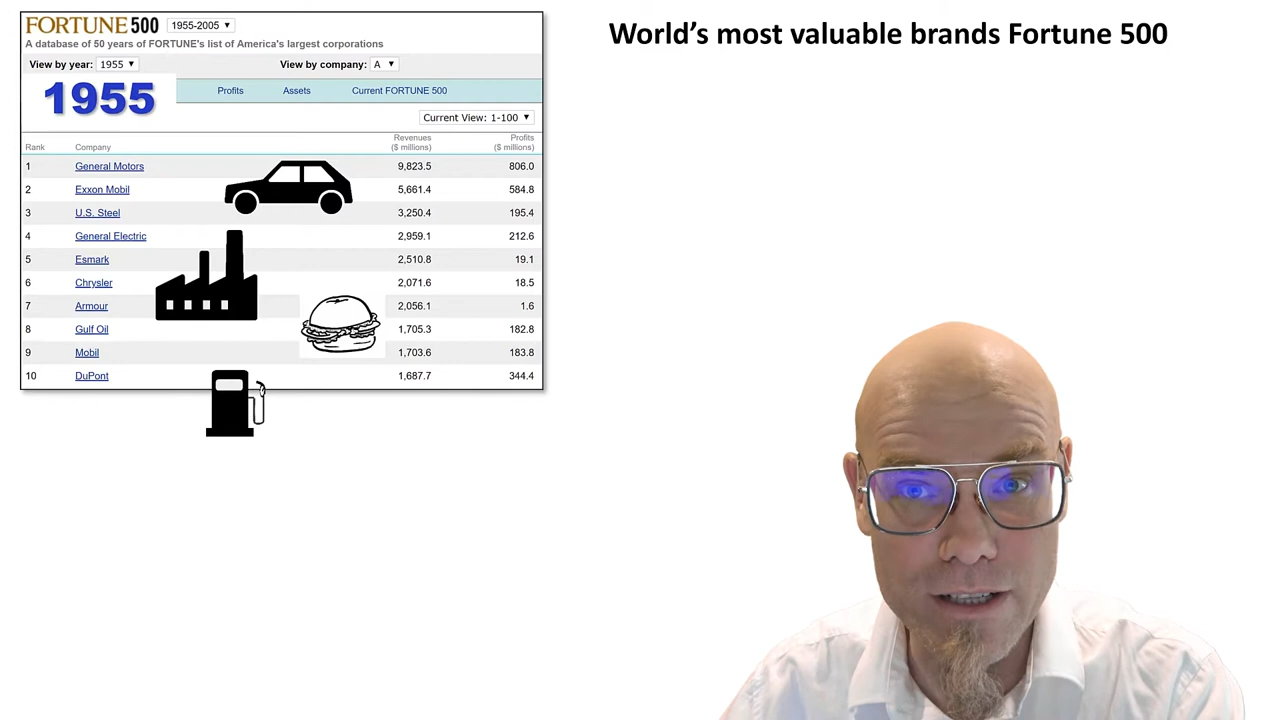 FORTUNE 500 1955-2005 ▼
A database of 50 years of FORTUNE's list of America's largest corporations
View by year: 1955 ▼ View by company: A ▼
1955 Profits Assets Current FORTUNE 500
Current View: 1-100 ▼
Rank Company Revenues ($ millions) Profits ($ millions)
1 General Motors 9,823.5 806.0
2 Exxon Mobil 5,661.4 584.8
3 U.S. Steel 3,250.4 195.4
4 General Electric 2,959.1 212.6
5 Esmark 2,510.8 19.1
6 Chrysler 2,071.6 18.5
7 Armour 2,056.1 1.6
8 Gulf Oil 1,705.3 182.8
9 Mobil 1,703.6 183.8
10 DuPont 1,687.7 344.4
World's most valuable brands Fortune 500